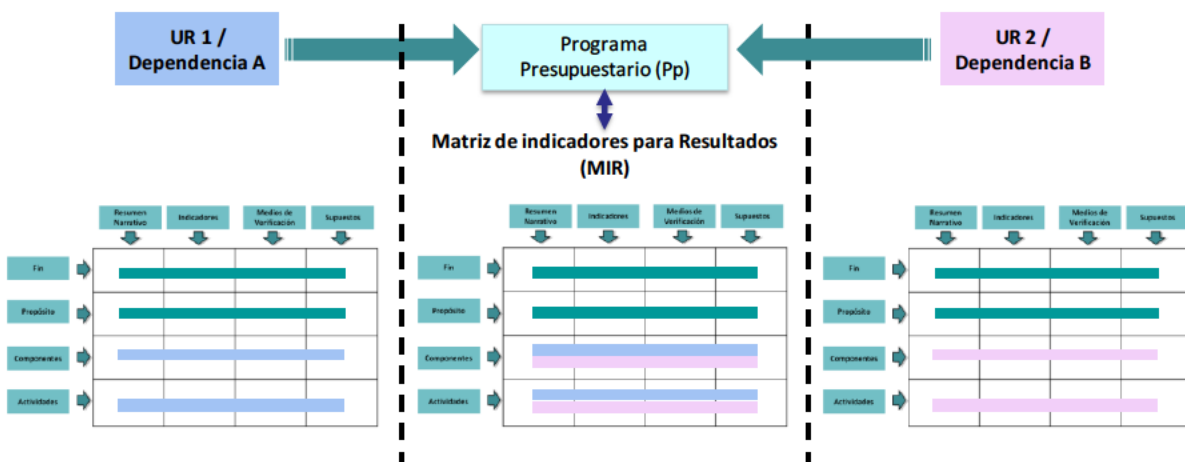 UR 1 /
Dependencia A
Programa
Presupuestario (Pp)
UR 2 /
Dependencia B
Matriz de indicadores para Resultados
(MIR)
Resumen
Narrativo
Indicadores
Medios de
Verificación
Supuestos
Fin
Propósito
Componentes
Actividades
Resumen
Narrativo
Indicadores
Medios de
Verificación
Supuestos
Fin
Propósito
Componentes
Actividades
Resumen
Narrativo
Indicadores
Medios de
Verificación
Supuestos
Fin
Propósito
Componentes
Actividades